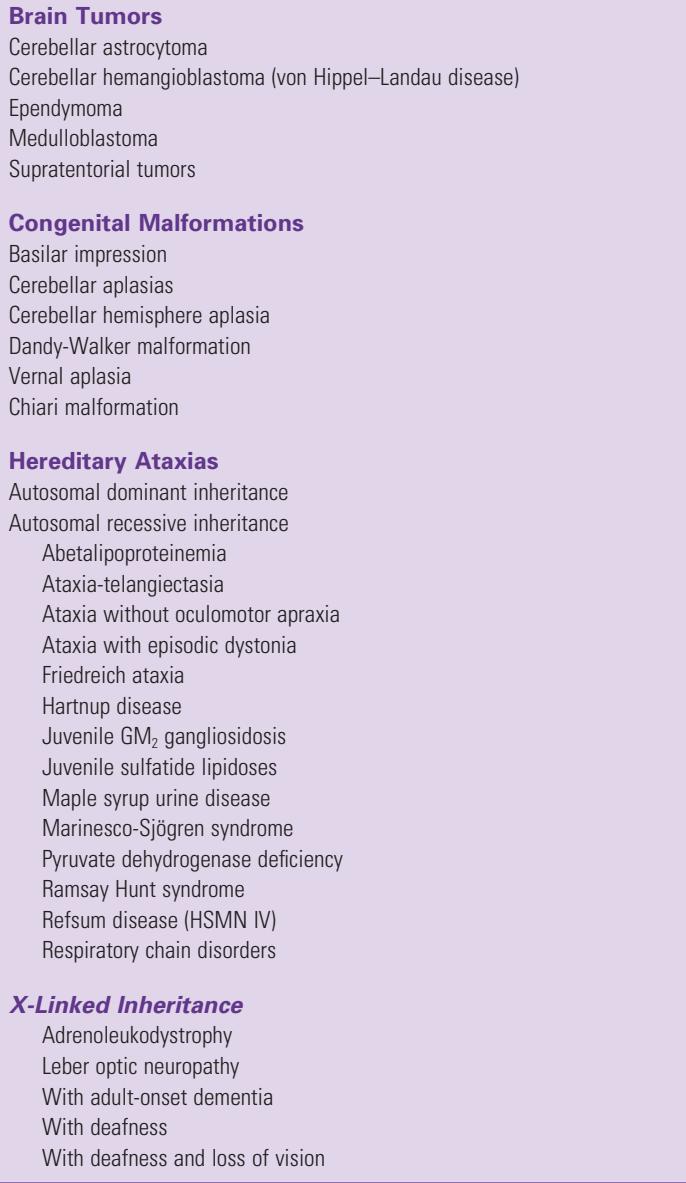 Brain Tumors
Cerebellar astrocytoma
Cerebellar hemangioblastoma (von Hippel–Landau disease)
Ependymoma
Medulloblastoma
Supratentorial tumors
Congenital Malformations
Basilar impression
Cerebellar aplasias
Cerebellar hemisphere aplasia
Dandy-Walker malformation
Vernal aplasia
Chiari malformation
Hereditary Ataxias
Autosomal dominant inheritance
Autosomal recessive inheritance
Abetalipoproteinemia
Ataxia-telangiectasia
Ataxia without oculomotor apraxia
Ataxia with episodic dystonia
Friedreich ataxia
Hartnup disease
Juvenile GM₂ gangliosidosis
Juvenile sulfatide lipidoses
Maple syrup urine disease
Marinesco-Sjögren syndrome
Pyruvate dehydrogenase deficiency
Ramsay Hunt syndrome
Refsum disease (HSMN IV)
Respiratory chain disorders
X-Linked Inheritance
Adrenoleukodystrophy
Leber optic neuropathy
With adult-onset dementia
With deafness
With deafness and loss of vision